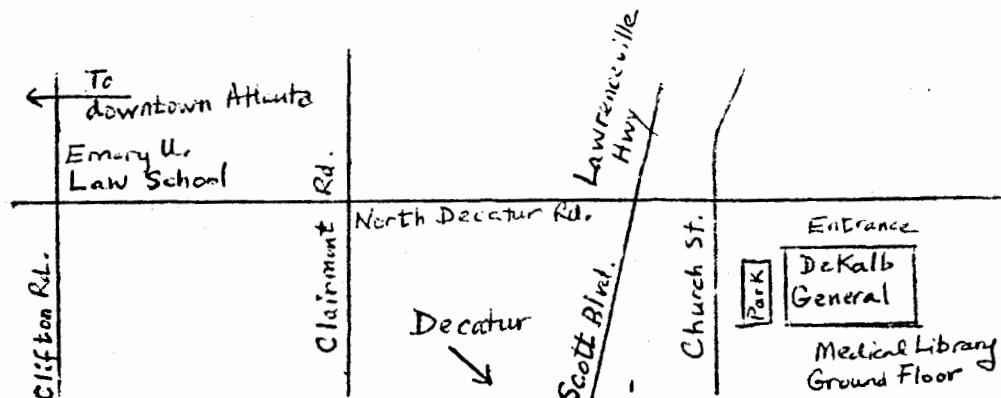 To
downtown Atlanta
Emory U.
Law School
Clifton Rd.
Clairmont Rd.
North Decatur Rd.
Decatur
Lawrenceville
Hwy
Scott Blvd.
Church St.
Entrance
Park
DeKalb
General
Medical Library
Ground Floor